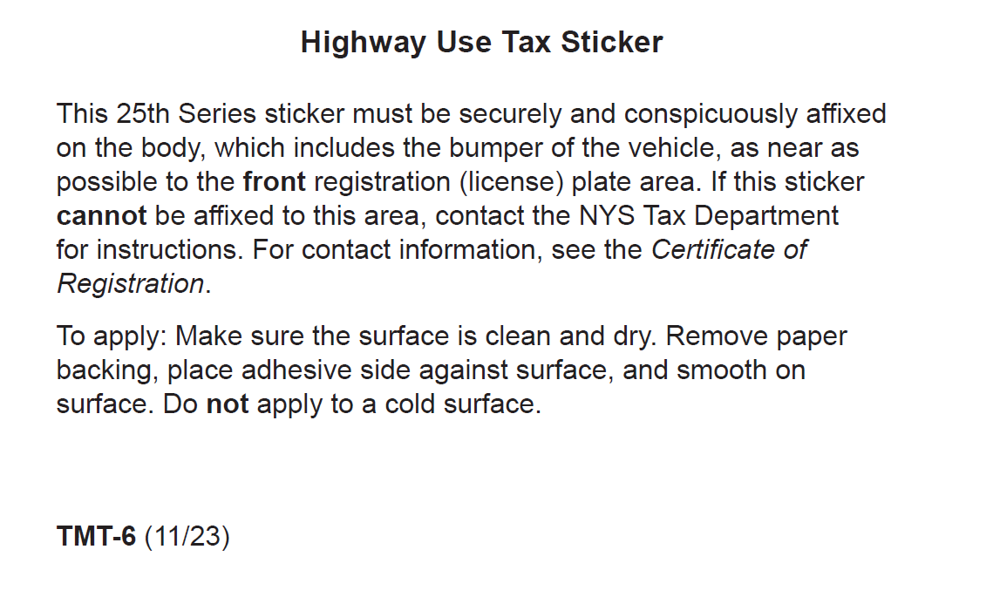 Highway Use Tax Sticker
This 25th Series sticker must be securely and conspicuously affixed
on the body, which includes the bumper of the vehicle, as near as
possible to the front registration (license) plate area. If this sticker
cannot be affixed to this area, contact the NYS Tax Department
for instructions. For contact information, see the Certificate of
Registration.
To apply: Make sure the surface is clean and dry. Remove paper
backing, place adhesive side against surface, and smooth on
surface. Do not apply to a cold surface.
TMT-6 (11/23)